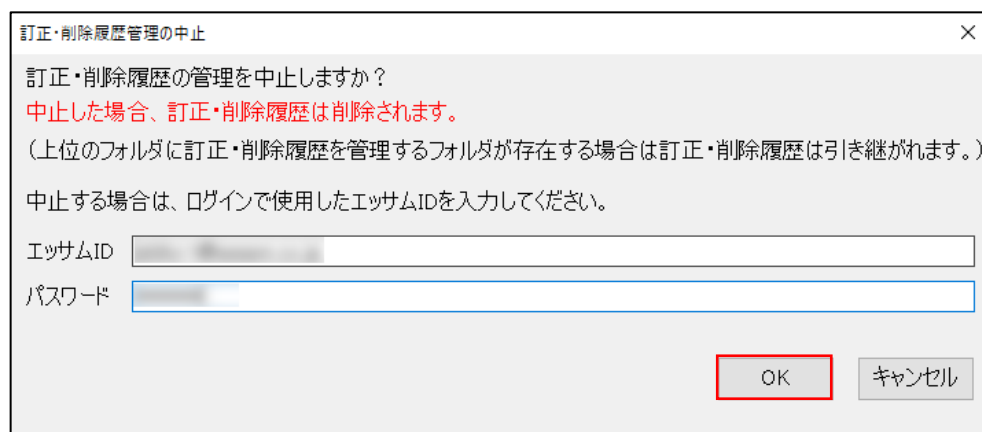 訂正・削除履歴管理の中止
訂正・削除履歴の管理を中止しますか?
中止した場合、訂正・削除履歴は削除されます。
(上位のフォルダに訂正・削除履歴を管理するフォルダが存在する場合は訂正・削除履歴は引き継がれます。)
中止する場合は、ログインで使用したエッサムIDを入力してください。
エッサムID
パスワード
OK キャンセル